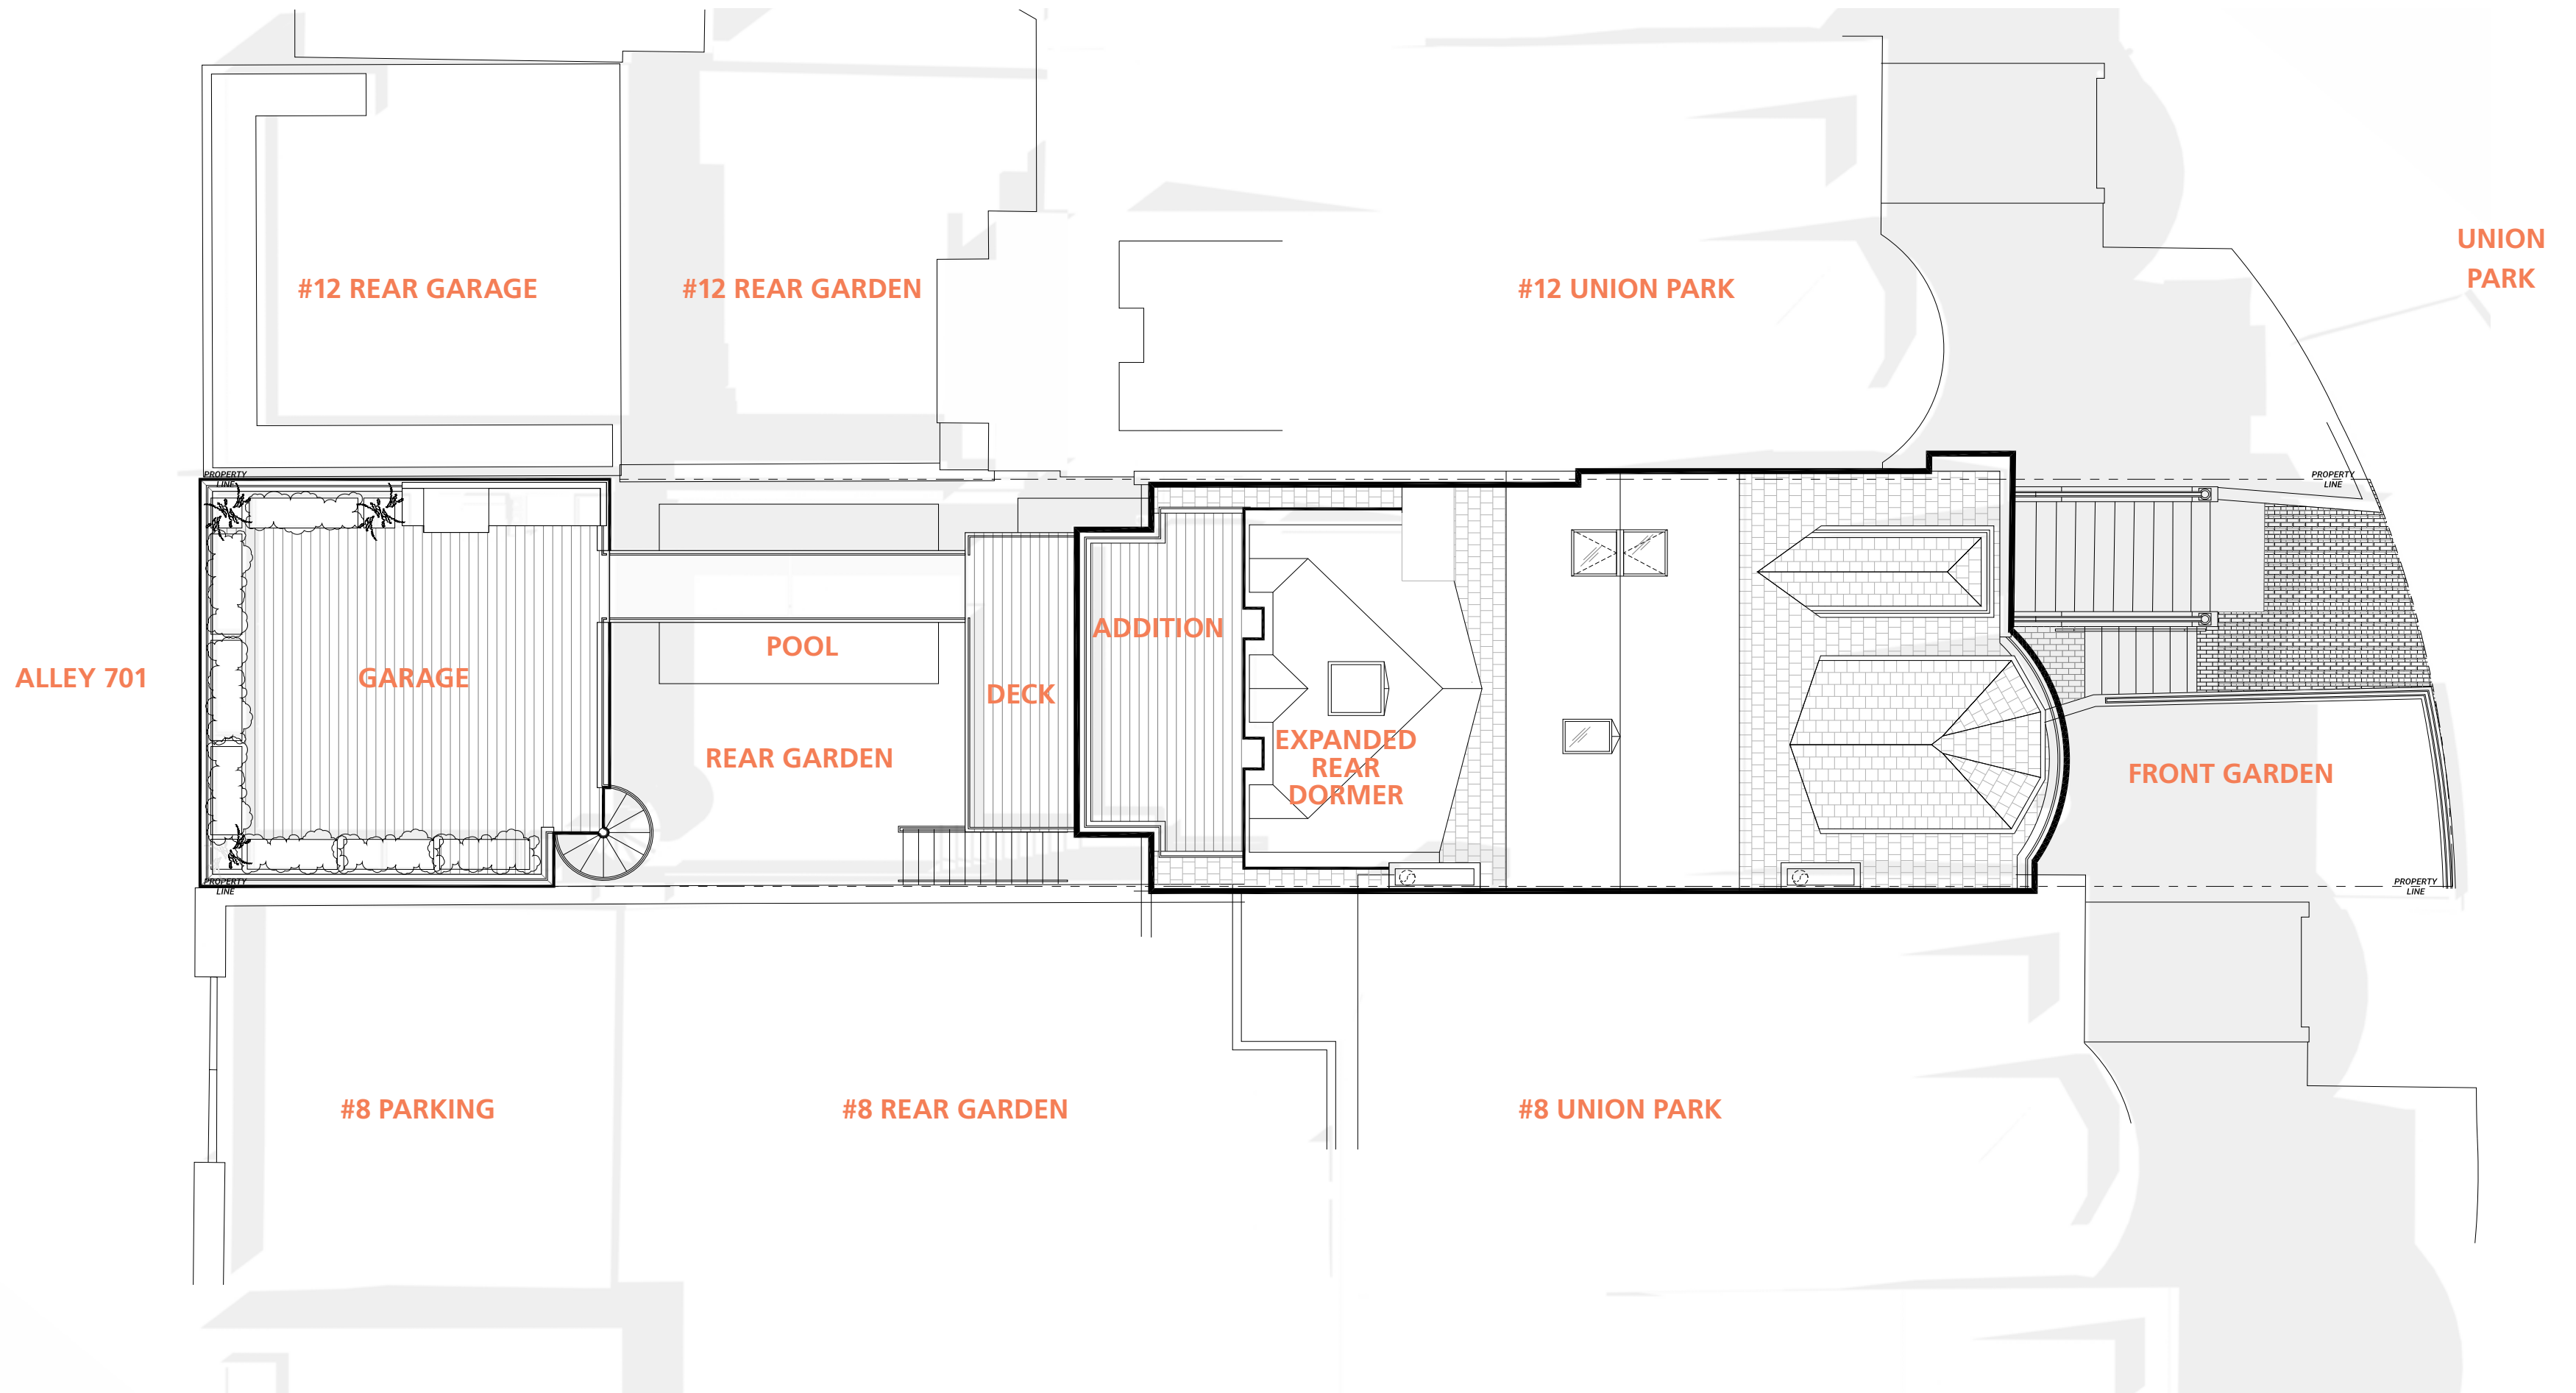 UNION
PARK
#12 REAR GARAGE
#12 REAR GARDEN
#12 UNION PARK
PROPERTY
LINE
PROPERTY
LINE
ADDITION
POOL
ALLEY 701
GARAGE
DECK
EXPANDED
REAR
DORMER
REAR GARDEN
FRONT GARDEN
PROPERTY
LINE
PROPERTY
LINE
#8 PARKING
#8 REAR GARDEN
#8 UNION PARK